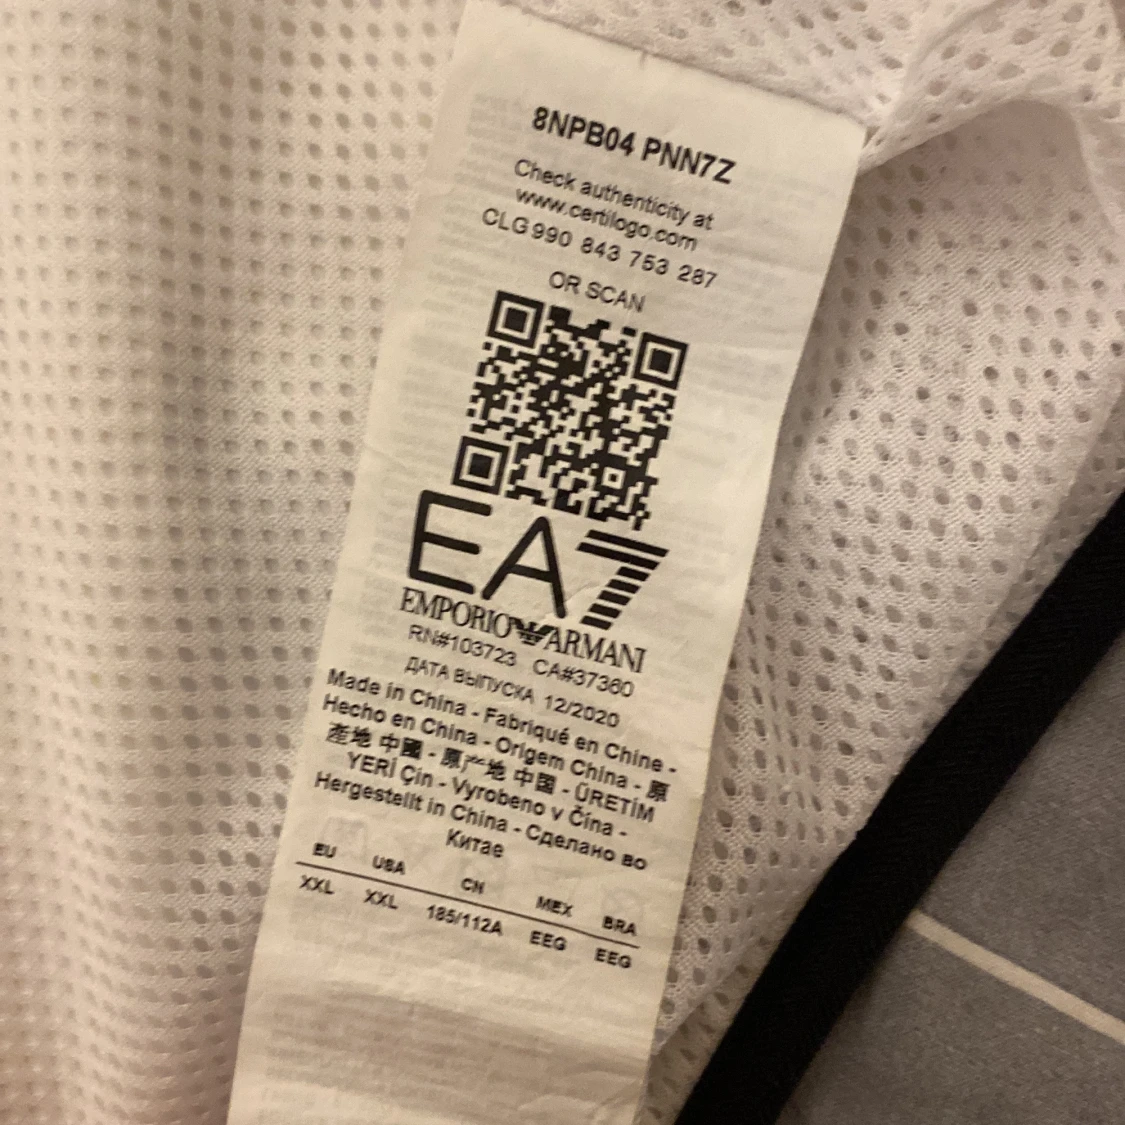 8NPB04 PNN7Z
Check authenticity at
www.certilogo.com
CLG 990 843 753 287
OR SCAN
EA7
EMPORIO ARMANI
RN#103723 CA#37360
ДАТА ВЫПУСКА 12/2020
Made in China - Fabriqué en Chine -
Hecho en China - Origem China - 原
產地 中國 - 原产地 中国 - ÜRETİM
YERİ Çin - Vyrobeno v Čína -
Hergestellt in China - Сделано во
Китае
EU USA CN MEX BRA
XXL XXL 185/112A EEG EEG